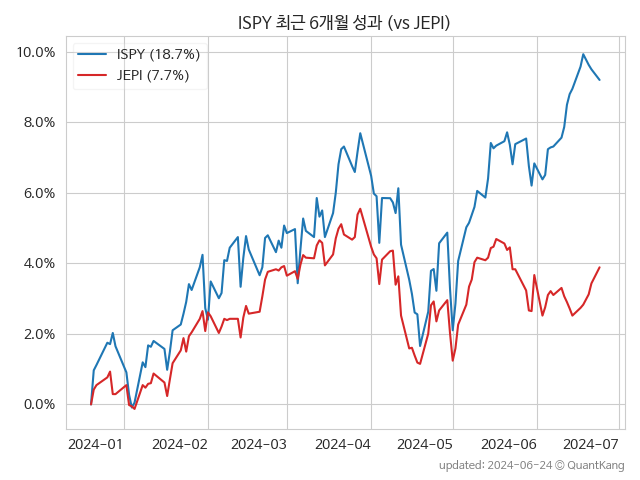 ISPY 최근 6개월 성과 (vs JEPI)
ISPY (18.7%)
JEPI (7.7%)
10.0%
8.0%
6.0%
4.0%
2.0%
0.0%
2024−01 2024−02 2024−03 2024−04 2024−05 2024−06 2024−07
updated: 2024-06-24 © QuantKang